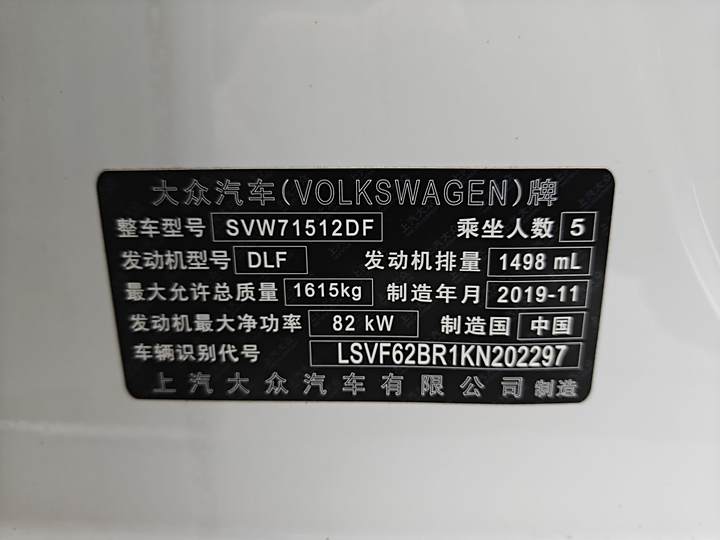 大众汽车(VOLKSWAGEN)牌
整车型号 SVW71512DF 乘坐人数 5
发动机型号 DLF 发动机排量 1498 mL
最大允许总质量 1615kg 制造年月 2019-11
发动机最大净功率 82 kW 制造国 中国
车辆识别代号 LSVF62BR1KN202297
上汽大众汽车有限公司 制造